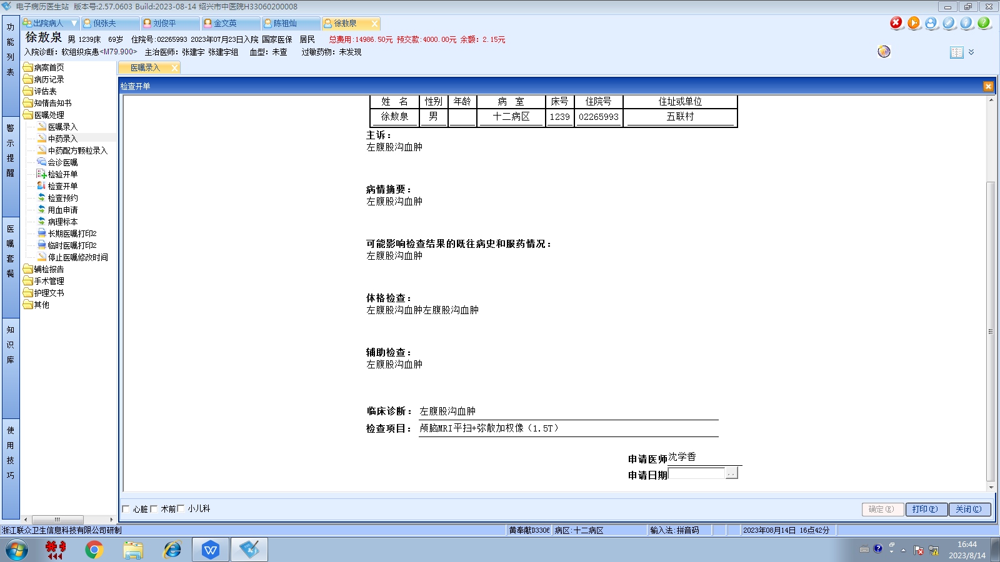 电子病历医生站 版本号:2.57.0603 Build:2023-08-14 绍兴市中医院H33060200008
出院病人
倪张夫
刘俊平
金文英
陈祖灿
徐敖泉
徐敖泉 男 1239床 69岁 住院号:02265993 2023年07月23日入院 国家医保 居民 总费用:14986.50元 预交款:4000.00元 余额: 2.15元
入院诊断: 软组织疾患<M79.900> 主治医师: 张建宇 张建宇组 血型: 未查 过敏药物: 未发现
功能列表
警示提醒
医嘱套餐
知识库
使用技巧
病案首页
病历记录
评估表
知情告知书
医嘱处理
医嘱录入
中药录入
中药配方颗粒录入
会诊医嘱
检验开单
检查开单
检查预约
用血申请
病理标本
长期医嘱打印2
临时医嘱打印2
停止医嘱修改时间
辅检报告
手术管理
护理文书
其他
医嘱录入
检查开单
姓 名 性别 年龄 病 室 床号 住院号 住址或单位
徐敖泉 男 十二病区 1239 02265993 五联村
主诉:
左腹股沟血肿
病情摘要:
左腹股沟血肿
可能影响检查结果的既往病史和服药情况:
左腹股沟血肿
体格检查:
左腹股沟血肿左腹股沟血肿
辅助检查:
左腹股沟血肿
临床诊断: 左腹股沟血肿
检查项目: 颅脑MRI平扫+弥散加权像（1.5T）
申请医师 沈学香
申请日期 ..
心脏 术前 小儿科
确定(E) 打印(P) 关闭(C)
浙江联众卫生信息科技有限公司研制 黄奉献D3306 病区:十二病区 输入法:拼音码 2023年08月14日 16点42分
16:44
2023/8/14